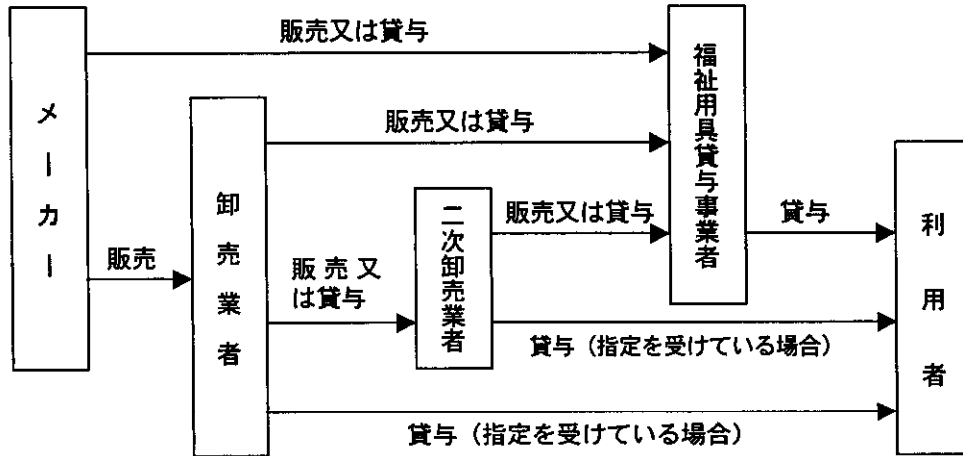 販売又は貸与
メーカー
福祉用具貸与事業者
販売又は貸与
卸売業者
二次卸売業者
販売又は貸与
貸与
利用者
販売
販売又
は貸与
貸与（指定を受けている場合）
貸与（指定を受けている場合）